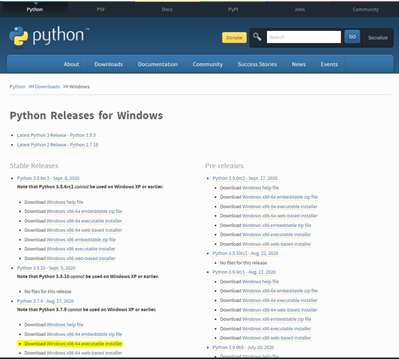 Python
PSF
Docs
PyPI
Jobs
Community
python™
Donate
Search
GO
Socialize
About
Downloads
Documentation
Community
Success Stories
News
Events
Python >>> Downloads >>> Windows
Python Releases for Windows
Latest Python 3 Release - Python 3.8.5
Latest Python 2 Release - Python 2.7.18
Stable Releases
Python 3.8.6rc1 - Sept. 8, 2020
Note that Python 3.8.6rc1 cannot be used on Windows XP or earlier.
Download Windows help file
Download Windows x86-64 embeddable zip file
Download Windows x86-64 executable installer
Download Windows x86-64 web-based installer
Download Windows x86 embeddable zip file
Download Windows x86 executable installer
Download Windows x86 web-based installer
Python 3.5.10 - Sept. 5, 2020
Note that Python 3.5.10 cannot be used on Windows XP or earlier.
No files for this release.
Python 3.7.9 - Aug. 17, 2020
Note that Python 3.7.9 cannot be used on Windows XP or earlier.
Download Windows help file
Download Windows x86-64 embeddable zip file
Download Windows x86-64 executable installer
Download Windows x86-64 web-based installer
Pre-releases
Python 3.9.0rc2 - Sept. 17, 2020
Download Windows help file
Download Windows x86-64 embeddable zip file
Download Windows x86-64 executable installer
Download Windows x86-64 web-based installer
Download Windows x86 embeddable zip file
Download Windows x86 executable installer
Download Windows x86 web-based installer
Python 3.5.10rc1 - Aug. 22, 2020
No files for this release.
Python 3.9.0rc1 - Aug. 11, 2020
Download Windows help file
Download Windows x86-64 embeddable zip file
Download Windows x86-64 executable installer
Download Windows x86-64 web-based installer
Download Windows x86 embeddable zip file
Download Windows x86 executable installer
Download Windows x86 web-based installer
Python 3.9.0b5 - July 20, 2020
Download Windows help file